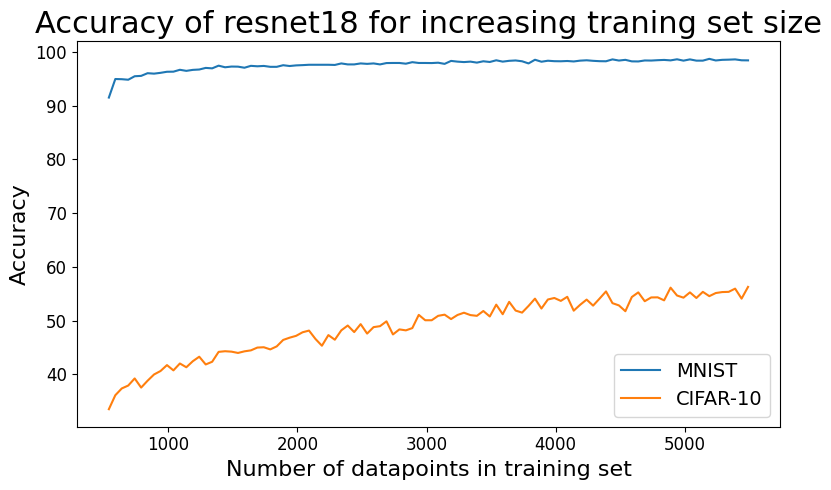 Accuracy of resnet18 for increasing traning set size
100
90
80
70
60
50
40
Accuracy
MNIST
CIFAR-10
1000 2000 3000 4000 5000
Number of datapoints in training set